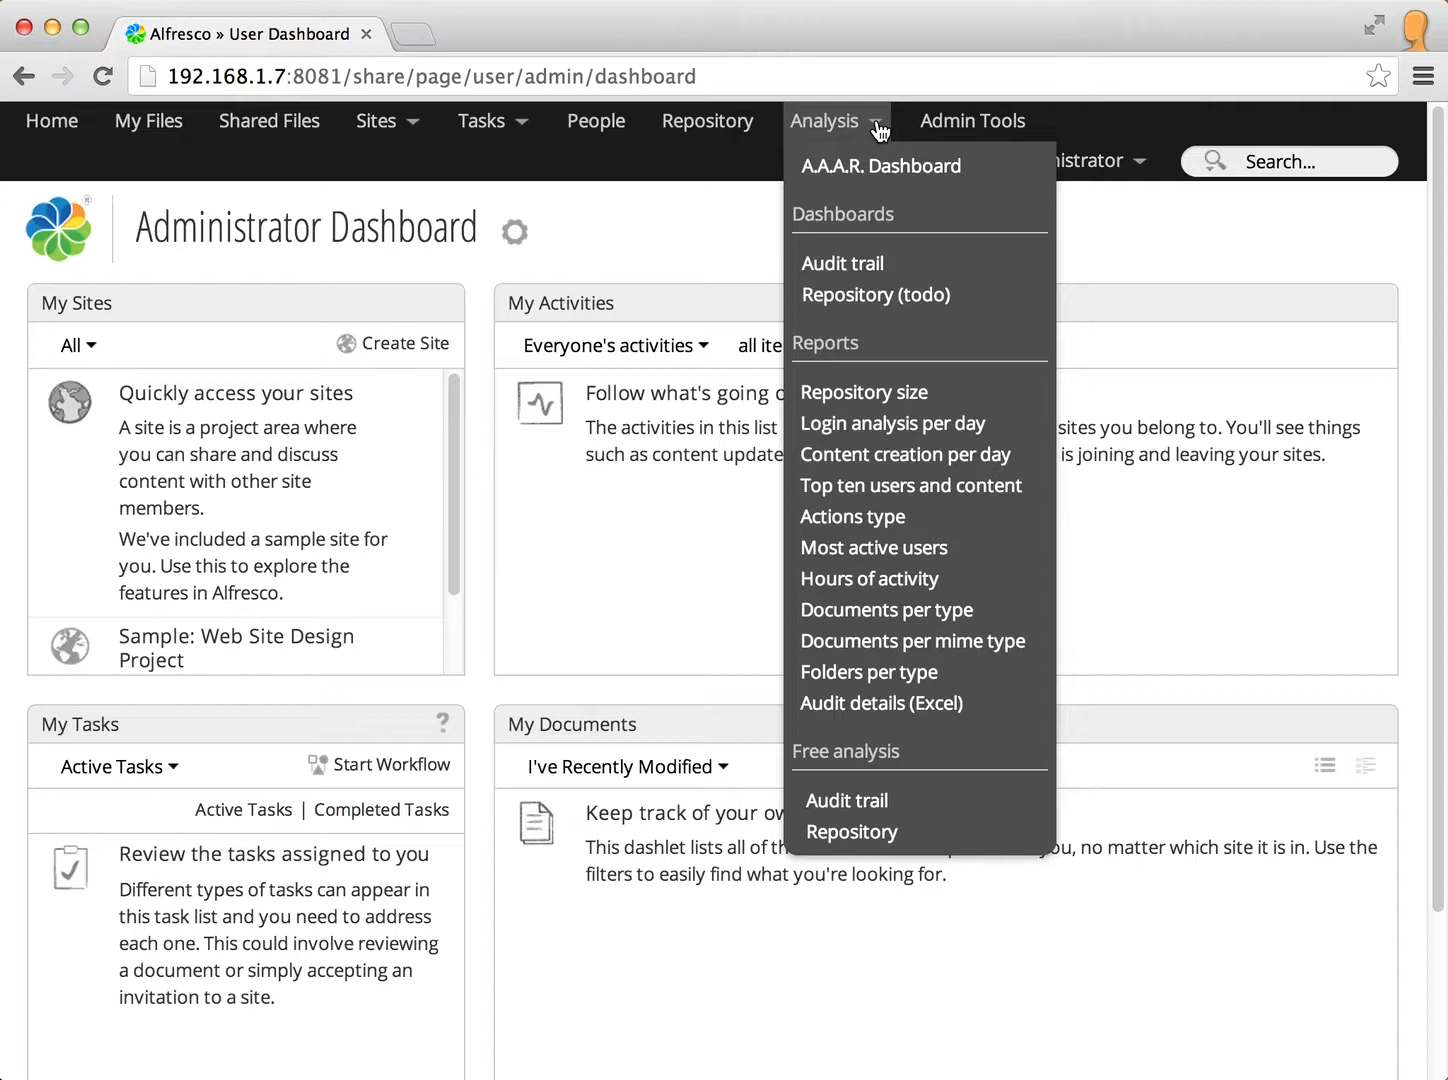 Alfresco » User Dashboard
192.168.1.7:8081/share/page/user/admin/dashboard
Home My Files Shared Files Sites Tasks People Repository Analysis Admin Tools
Search...
Administrator Dashboard
My Sites
All Create Site
Quickly access your sites
A site is a project area where
you can share and discuss
content with other site
members.
We've included a sample site for
you. Use this to explore the
features in Alfresco.
Sample: Web Site Design
Project
My Activities
Everyone's activities all
Follow what's going
The activities in this list sites you belong to. You'll see things
such as content is joining and leaving your sites.
A.A.A.R. Dashboard
Dashboards
Audit trail
Repository (todo)
Reports
Repository size
Login analysis per day
Content creation per day
Top ten users and content
Actions type
Most active users
Hours of activity
Documents per type
Documents per mime type
Folders per type
Audit details (Excel)
Free analysis
Audit trail
Repository
My Tasks ?
Active Tasks Start Workflow
Active Tasks | Completed Tasks
Review the tasks assigned to you
Different types of tasks can appear in
this task list and you need to address
each one. This could involve reviewing
a document or simply accepting an
invitation to a site.
My Documents
I've Recently Modified
Keep track of your
This dashlet lists all of no matter which site it is in. Use the
filters to easily find what you're looking for.